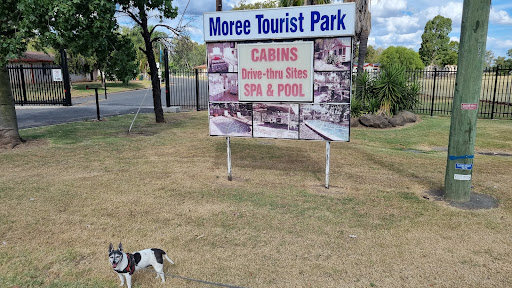 Moree Tourist Park
CABINS
Drive-thru Sites
SPA & POOL